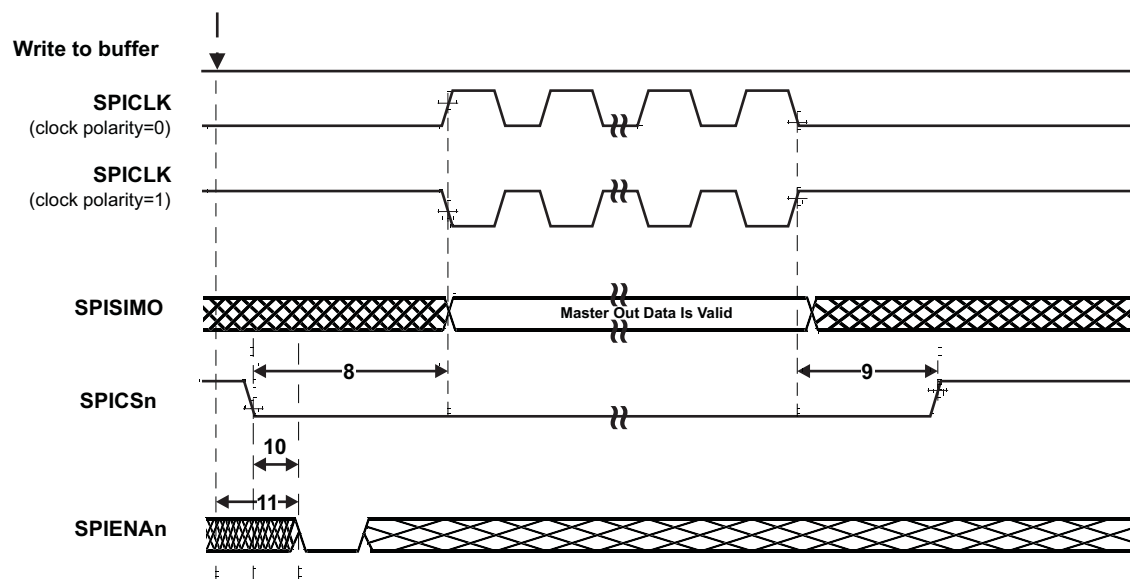 Write to buffer
SPICLK
(clock polarity=0)
SPICLK
(clock polarity=1)
SPISIMO
Master Out Data Is Valid
8
9
SPICSn
10
11
SPIENAn